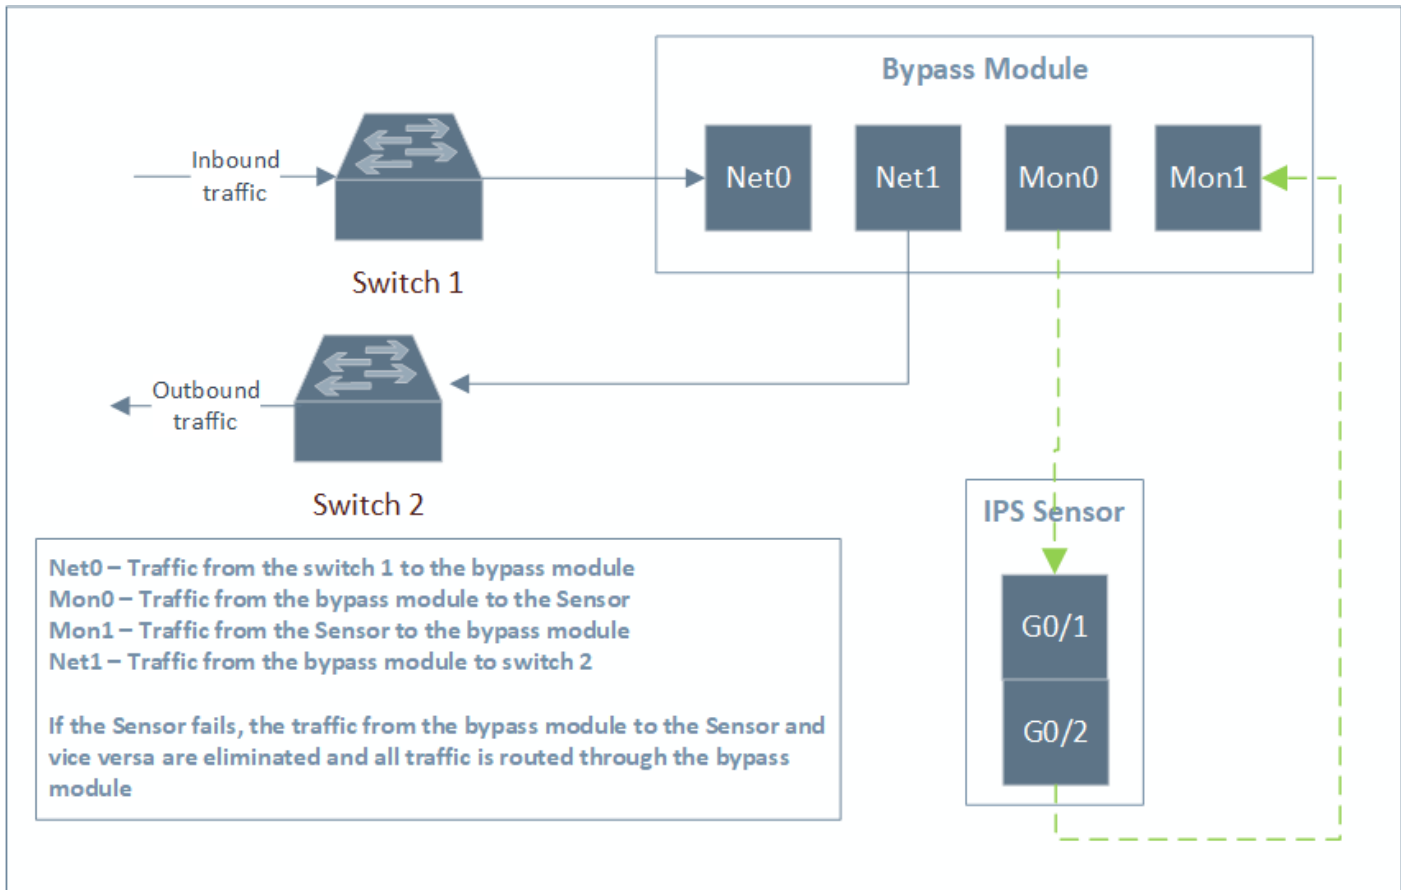 Bypass Module
Inbound
traffic
Net0
Net1
Mon0
Mon1
Switch 1
Outbound
traffic
Switch 2
IPS Sensor
G0/1
G0/2
Net0 – Traffic from the switch 1 to the bypass module
Mon0 – Traffic from the bypass module to the Sensor
Mon1 – Traffic from the Sensor to the bypass module
Net1 – Traffic from the bypass module to switch 2
If the Sensor fails, the traffic from the bypass module to the Sensor and
vice versa are eliminated and all traffic is routed through the bypass
module